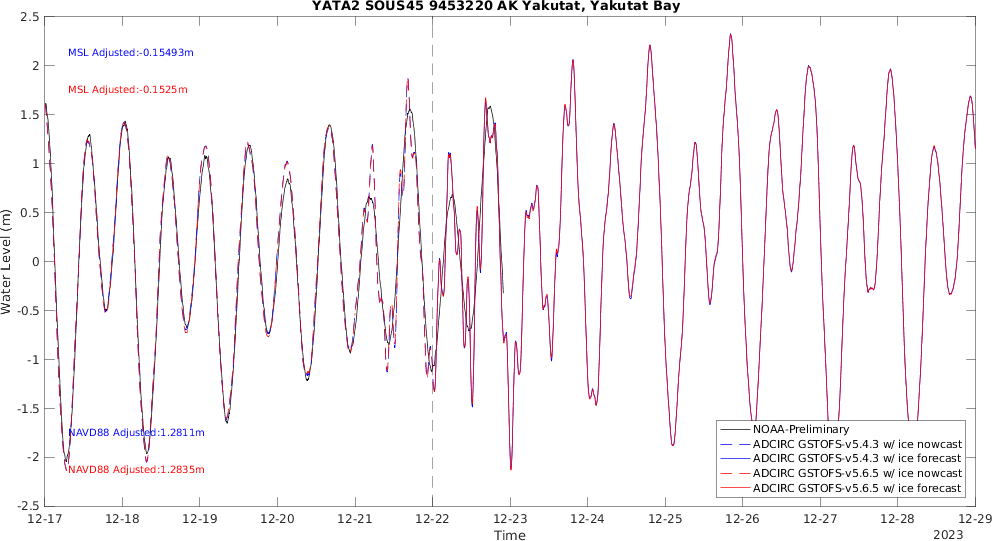 YATA2 SOUS45 9453220 AK Yakutat, Yakutat Bay
2.5
2
1.5
1
0.5
0
-0.5
-1
-1.5
-2
-2.5
Water Level (m)
MSL Adjusted:-0.15493m
MSL Adjusted:-0.1525m
NAVD88 Adjusted:1.2811m
NAVD88 Adjusted:1.2835m
NOAA-Preliminary
ADCIRC GSTOFS-v5.4.3 w/ ice nowcast
ADCIRC GSTOFS-v5.4.3 w/ ice forecast
ADCIRC GSTOFS-v5.6.5 w/ ice nowcast
ADCIRC GSTOFS-v5.6.5 w/ ice forecast
12-17 12-18 12-19 12-20 12-21 12-22 12-23 12-24 12-25 12-26 12-27 12-28 12-29
Time
2023